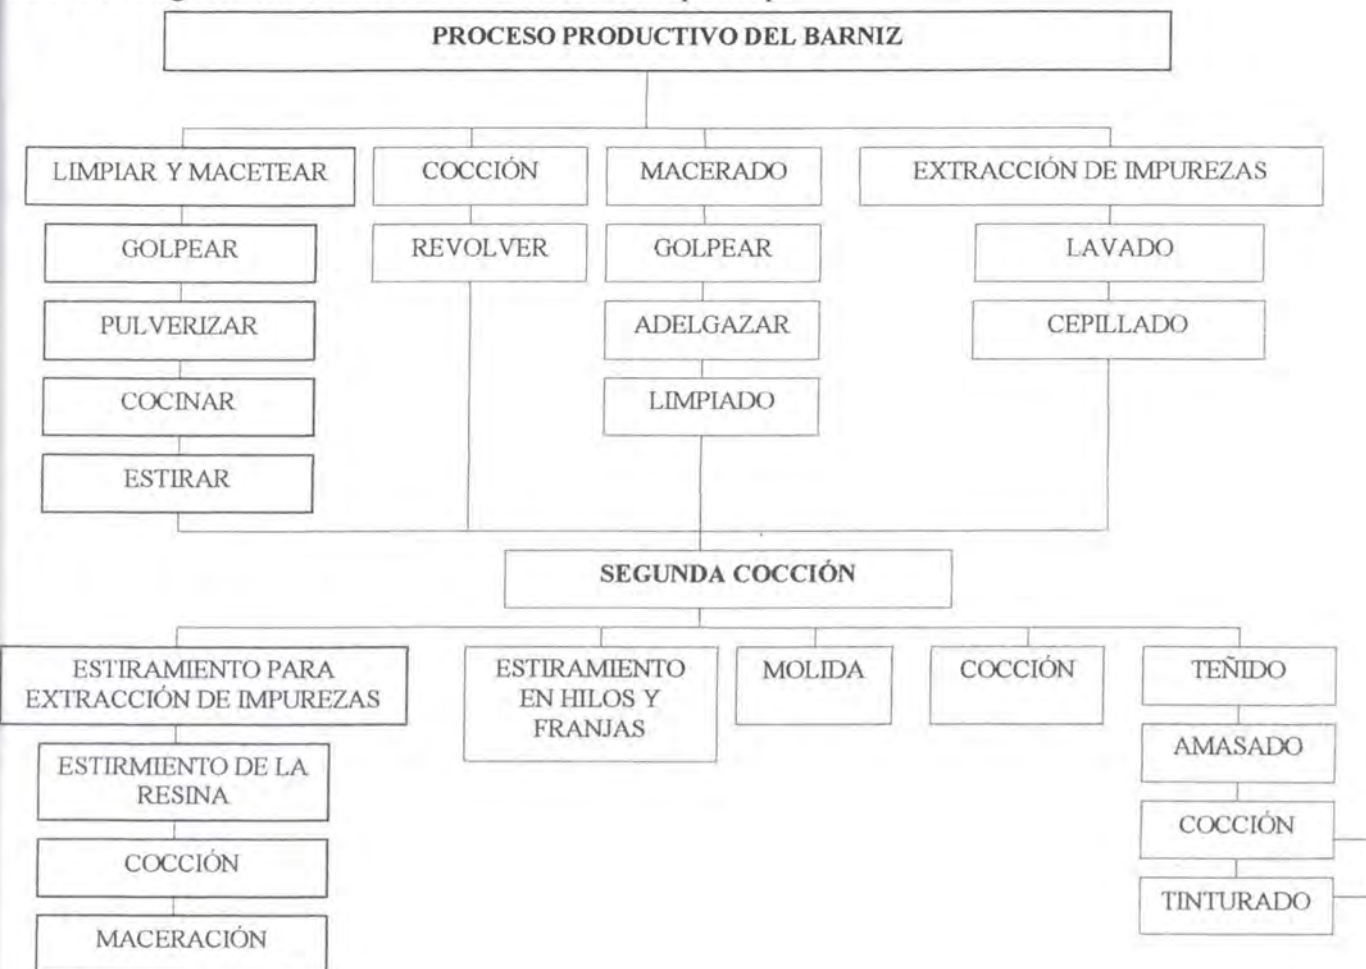 PROCESO PRODUCTIVO DEL BARNIZ
LIMPIAR Y MACETEAR
GOLPEAR
PULVERIZAR
COCINAR
ESTIRAR
COCCIÓN
REVOLVER
MACERADO
GOLPEAR
ADELGAZAR
LIMPIADO
EXTRACCIÓN DE IMPUREZAS
LAVADO
CEPILLADO
SEGUNDA COCCIÓN
ESTIRAMIENTO PARA
EXTRACCIÓN DE IMPUREZAS
ESTIRMIENTO DE LA
RESINA
COCCIÓN
MACERACIÓN
ESTIRAMIENTO
EN HILOS Y
FRANJAS
MOLIDA
COCCIÓN
TEÑIDO
AMASADO
COCCIÓN
TINTURADO